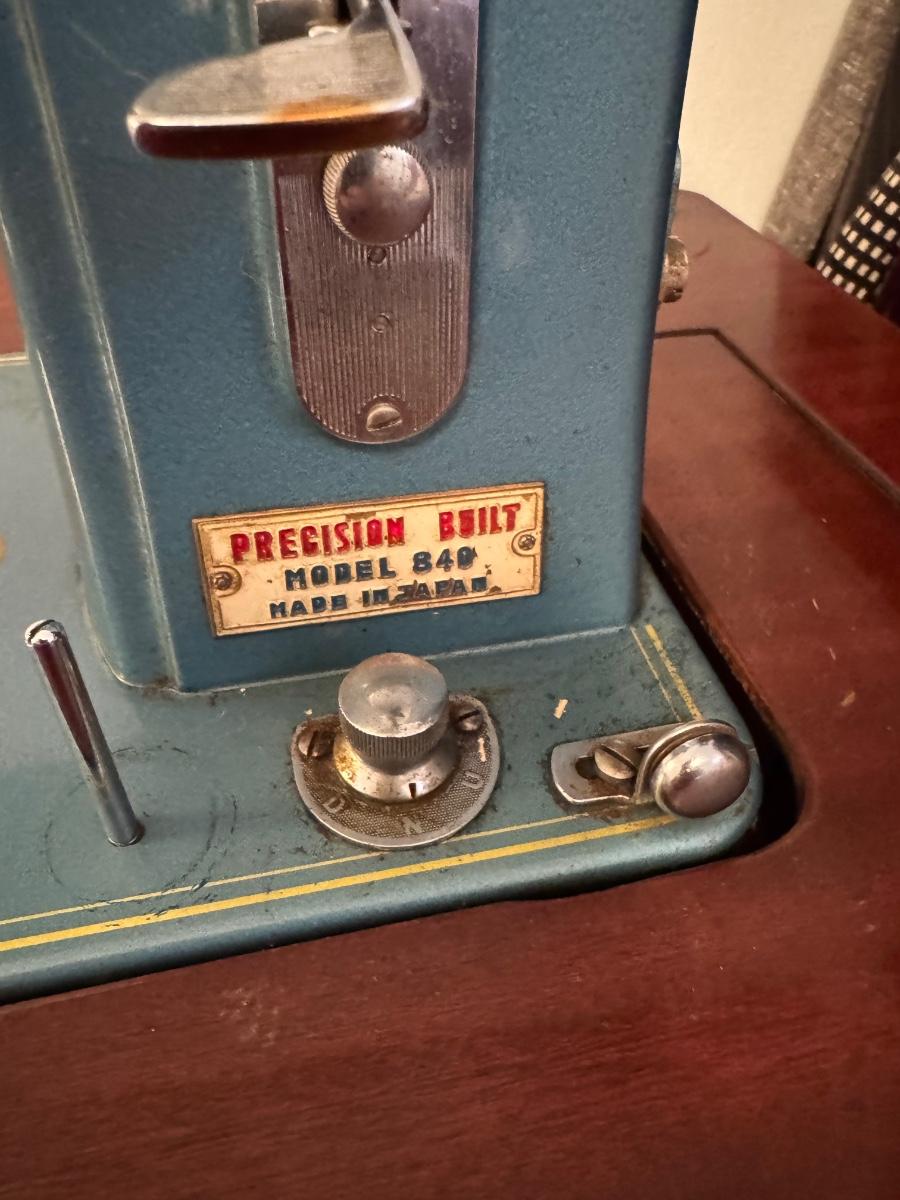 PRECISION BUILT
MODEL 840
MADE IN JAPAN
D N U